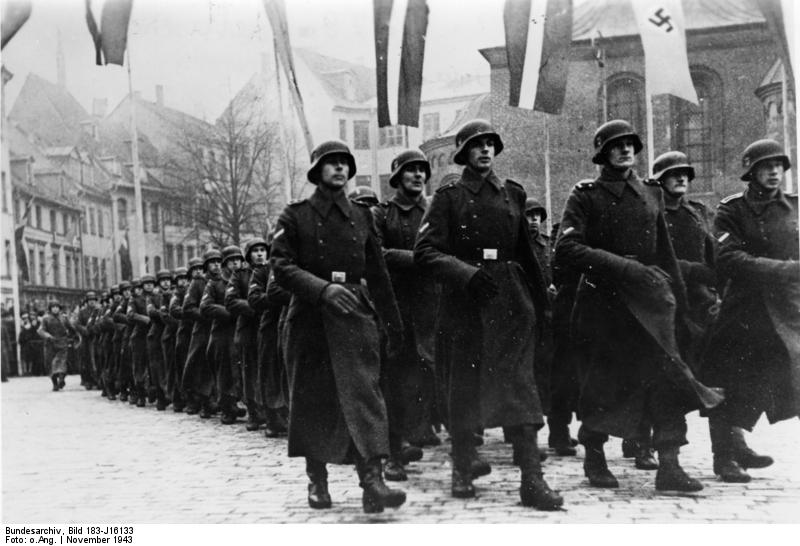 Bundesarchiv, Bild 183-J16133
Foto: o.Ang. | November 1943